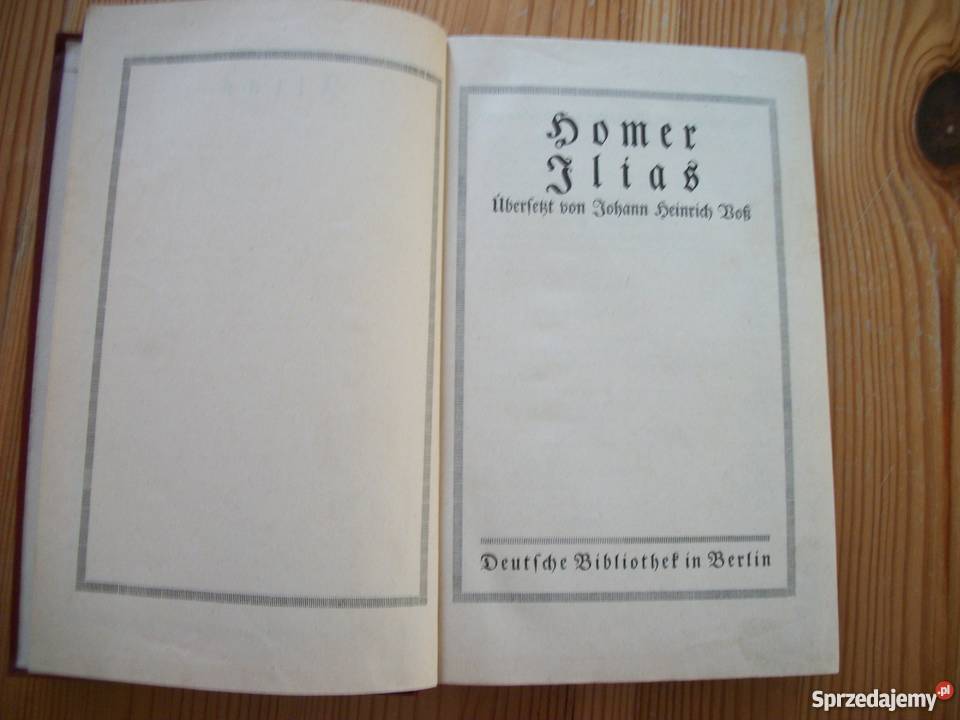 Homer
Ilias
Übersetzt von Johann Heinrich Voß
Deutsche Bibliothek in Berlin
Sprzedajemy.pl